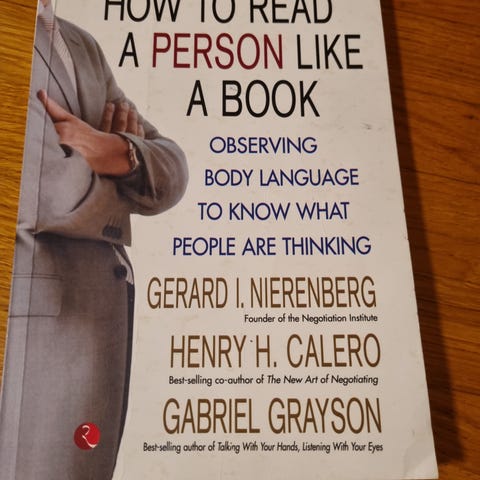 HOW TO READ
A PERSON LIKE
A BOOK
OBSERVING
BODY LANGUAGE
TO KNOW WHAT
PEOPLE ARE THINKING
GERARD I. NIERENBERG
Founder of the Negotiation Institute
HENRY H. CALERO
Best-selling co-author of The New Art of Negotiating
GABRIEL GRAYSON
Best-selling author of Talking With Your Hands, Listening With Your Eyes